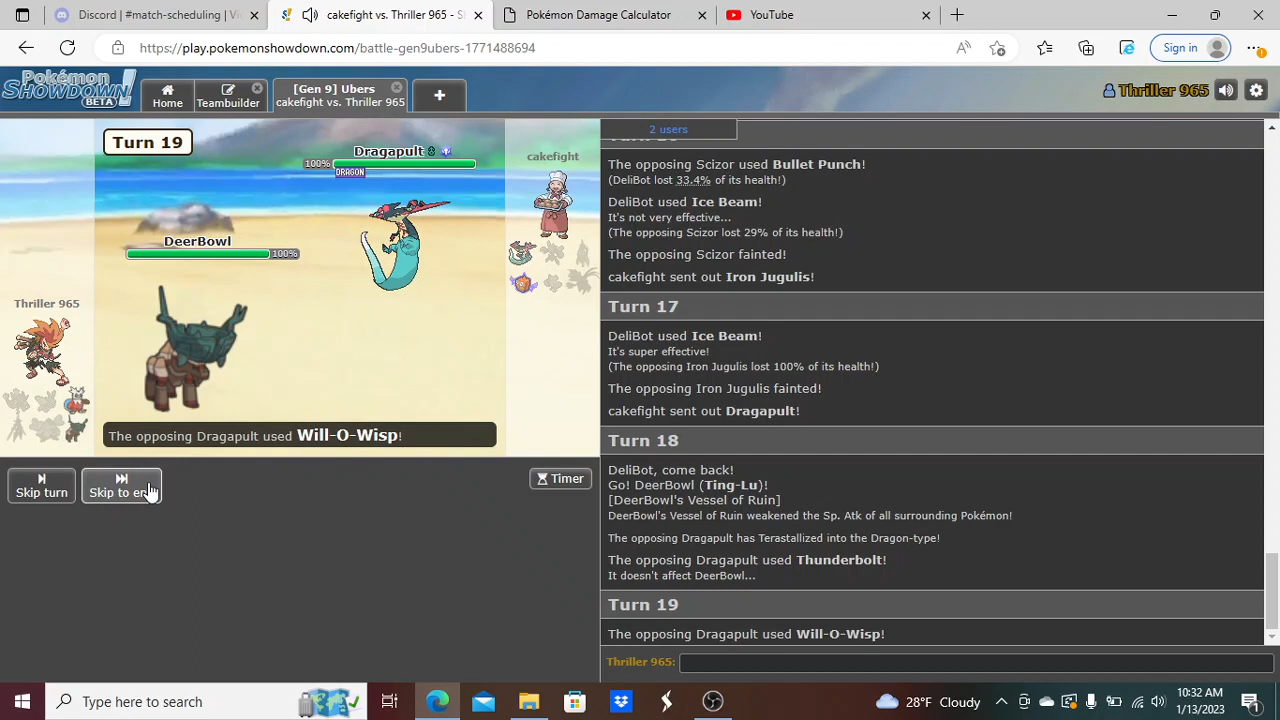 Discord | #match-scheduling | Vi
cakefight vs. Thriller 965 - Sh
Pokémon Damage Calculator
YouTube
https://play.pokemonshowdown.com/battle-gen9ubers-1771488694
Sign in
Pokémon
Showdown
BETA
Home
Teambuilder
[Gen 9] Ubers
cakefight vs. Thriller 965
Thriller 965
Turn 19
Dragapult
100%
DRAGON
DeerBowl
100%
cakefight
Thriller 965
The opposing Dragapult used Will-O-Wisp!
Skip turn
Skip to en
Timer
2 users
The opposing Scizor used Bullet Punch!
(DeliBot lost 33.4% of its health!)
DeliBot used Ice Beam!
It's not very effective...
(The opposing Scizor lost 29% of its health!)
The opposing Scizor fainted!
cakefight sent out Iron Jugulis!
Turn 17
DeliBot used Ice Beam!
It's super effective!
(The opposing Iron Jugulis lost 100% of its health!)
The opposing Iron Jugulis fainted!
cakefight sent out Dragapult!
Turn 18
DeliBot, come back!
Go! DeerBowl (Ting-Lu)!
[DeerBowl's Vessel of Ruin]
DeerBowl's Vessel of Ruin weakened the Sp. Atk of all surrounding Pokémon!
The opposing Dragapult has Terastallized into the Dragon-type!
The opposing Dragapult used Thunderbolt!
It doesn't affect DeerBowl...
Turn 19
The opposing Dragapult used Will-O-Wisp!
Thriller 965:
Type here to search
28°F Cloudy
10:32 AM
1/13/2023